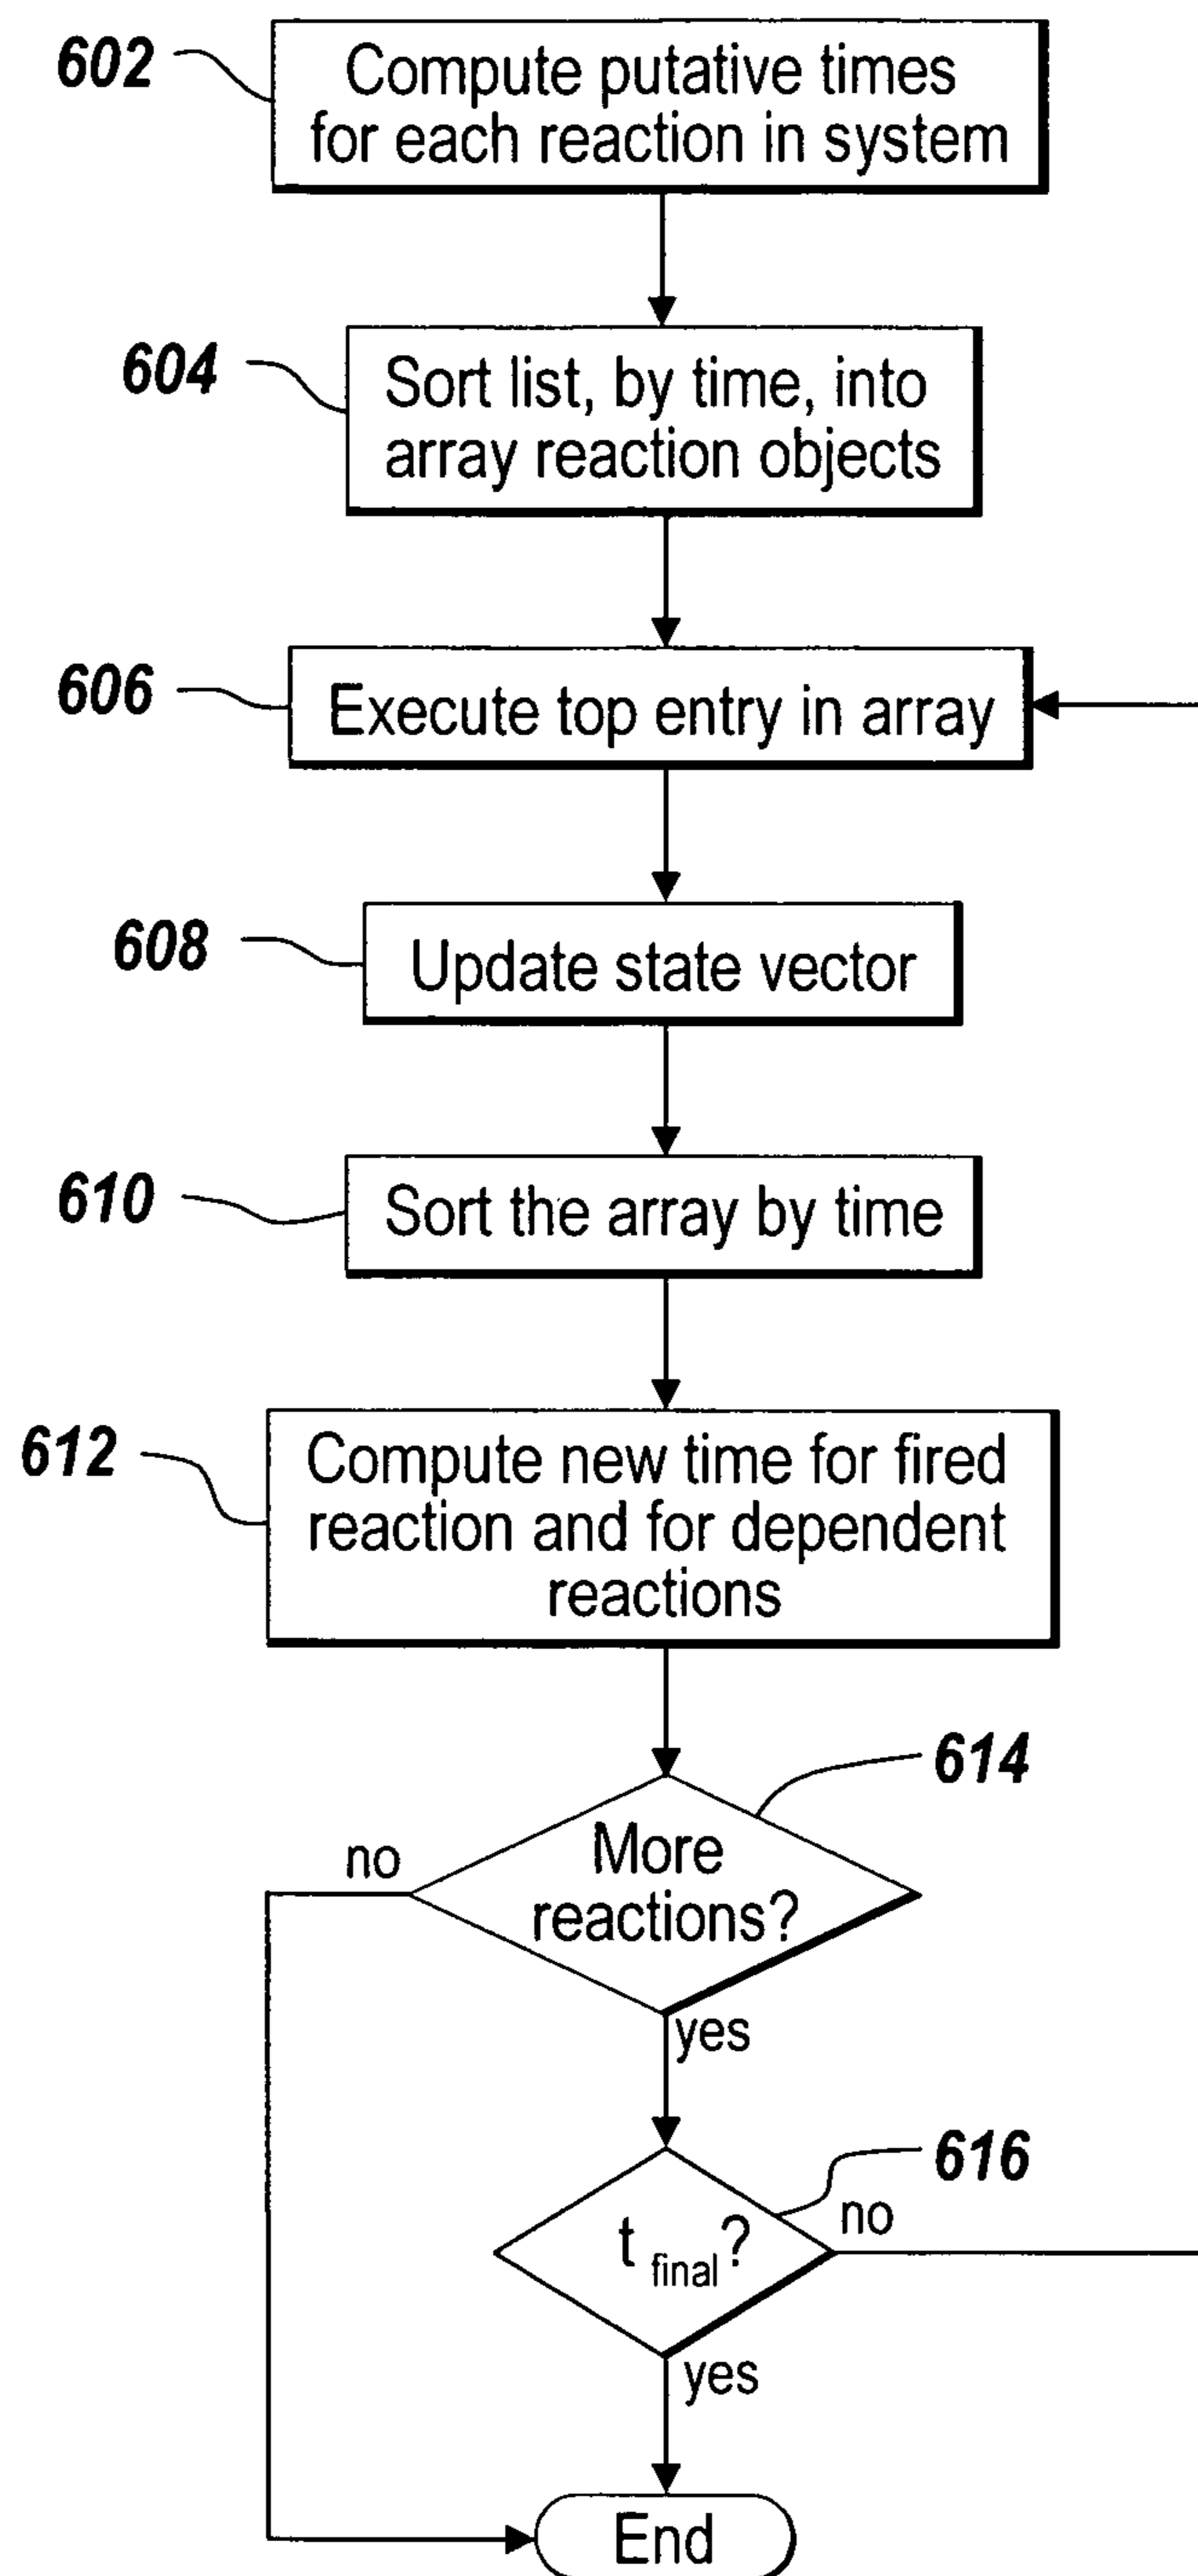 602
Compute putative times
for each reaction in system
604
Sort list, by time, into
array reaction objects
606
Execute top entry in array
608
Update state vector
610
Sort the array by time
612
Compute new time for fired
reaction and for dependent
reactions
614
More
reactions?
no
yes
616
t final?
no
yes
End